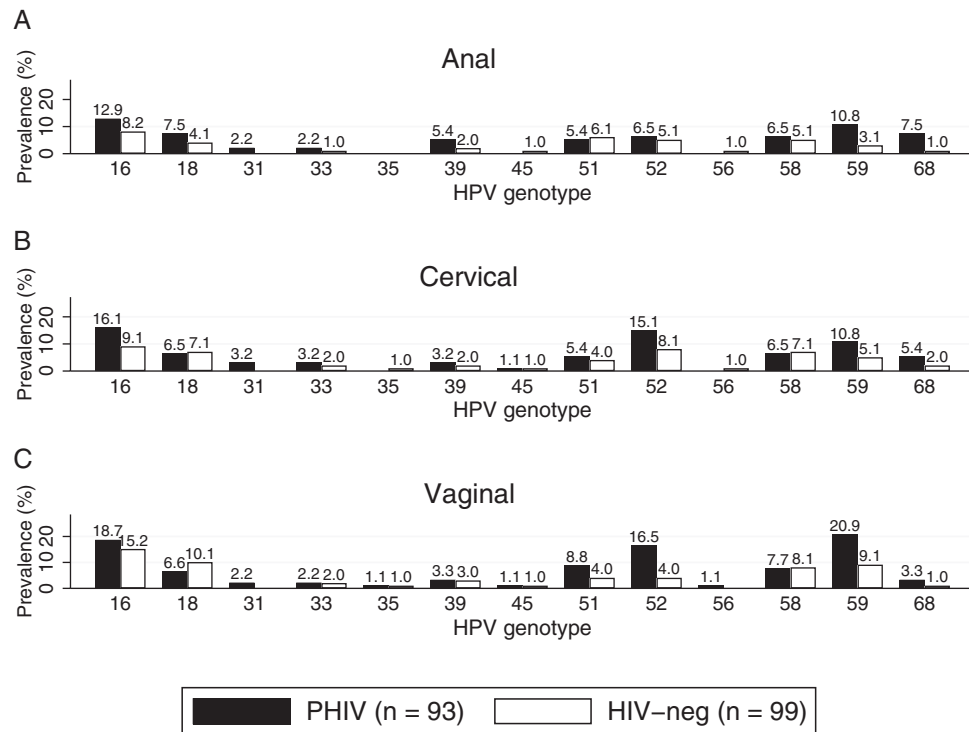 A
Anal
Prevalence (%)
0 10 20
12.9 8.2 7.5 4.1 2.2 2.2 1.0 5.4 2.0 1.0 5.4 6.1 6.5 5.1 1.0 6.5 5.1 10.8 3.1 7.5 1.0
16 18 31 33 35 39 45 51 52 56 58 59 68
HPV genotype
B
Cervical
Prevalence (%)
0 10 20
16.1 9.1 6.5 7.1 3.2 3.2 2.0 1.0 3.2 2.0 1.1 1.0 5.4 4.0 15.1 8.1 1.0 6.5 7.1 10.8 5.1 5.4 2.0
16 18 31 33 35 39 45 51 52 56 58 59 68
HPV genotype
C
Vaginal
Prevalence (%)
0 10 20
18.7 15.2 6.6 10.1 2.2 2.2 2.0 1.1 1.0 3.3 3.0 1.1 1.0 8.8 4.0 16.5 4.0 1.1 7.7 8.1 20.9 9.1 3.3 1.0
16 18 31 33 35 39 45 51 52 56 58 59 68
HPV genotype
PHIV (n = 93) HIV−neg (n = 99)